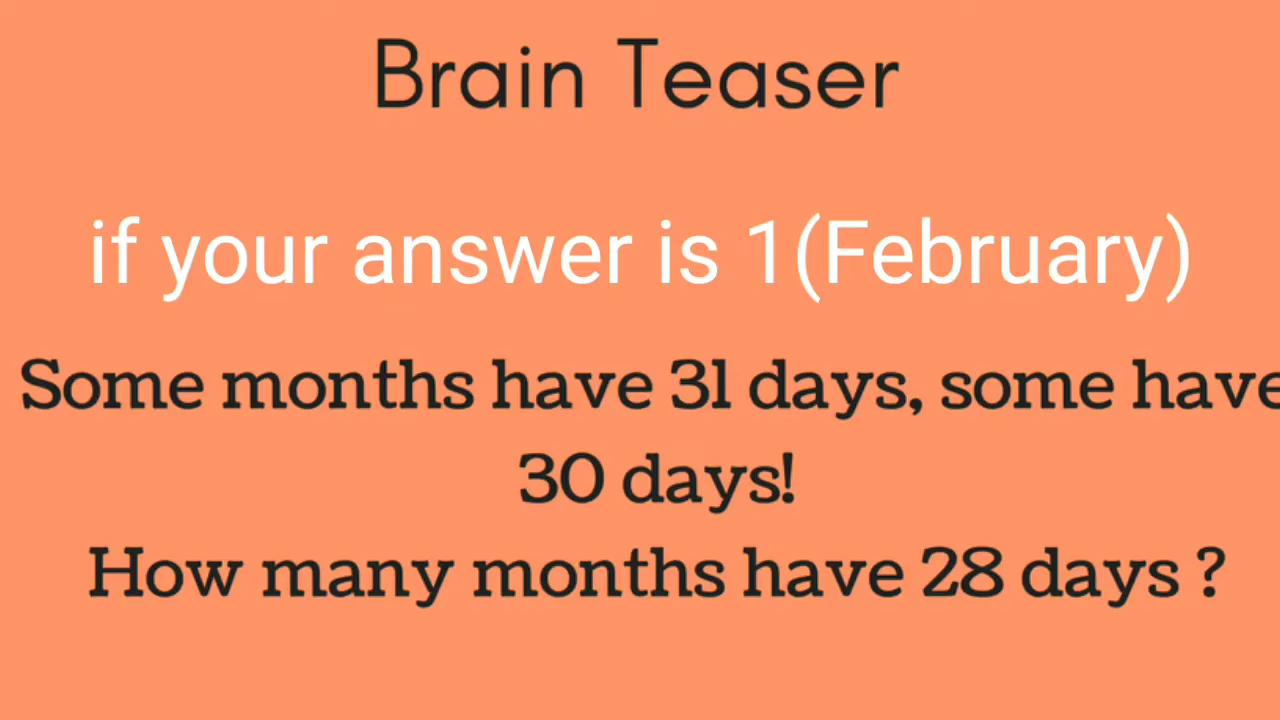 Brain Teaser
if your answer is 1(February)
Some months have 31 days, some have
30 days!
How many months have 28 days ?